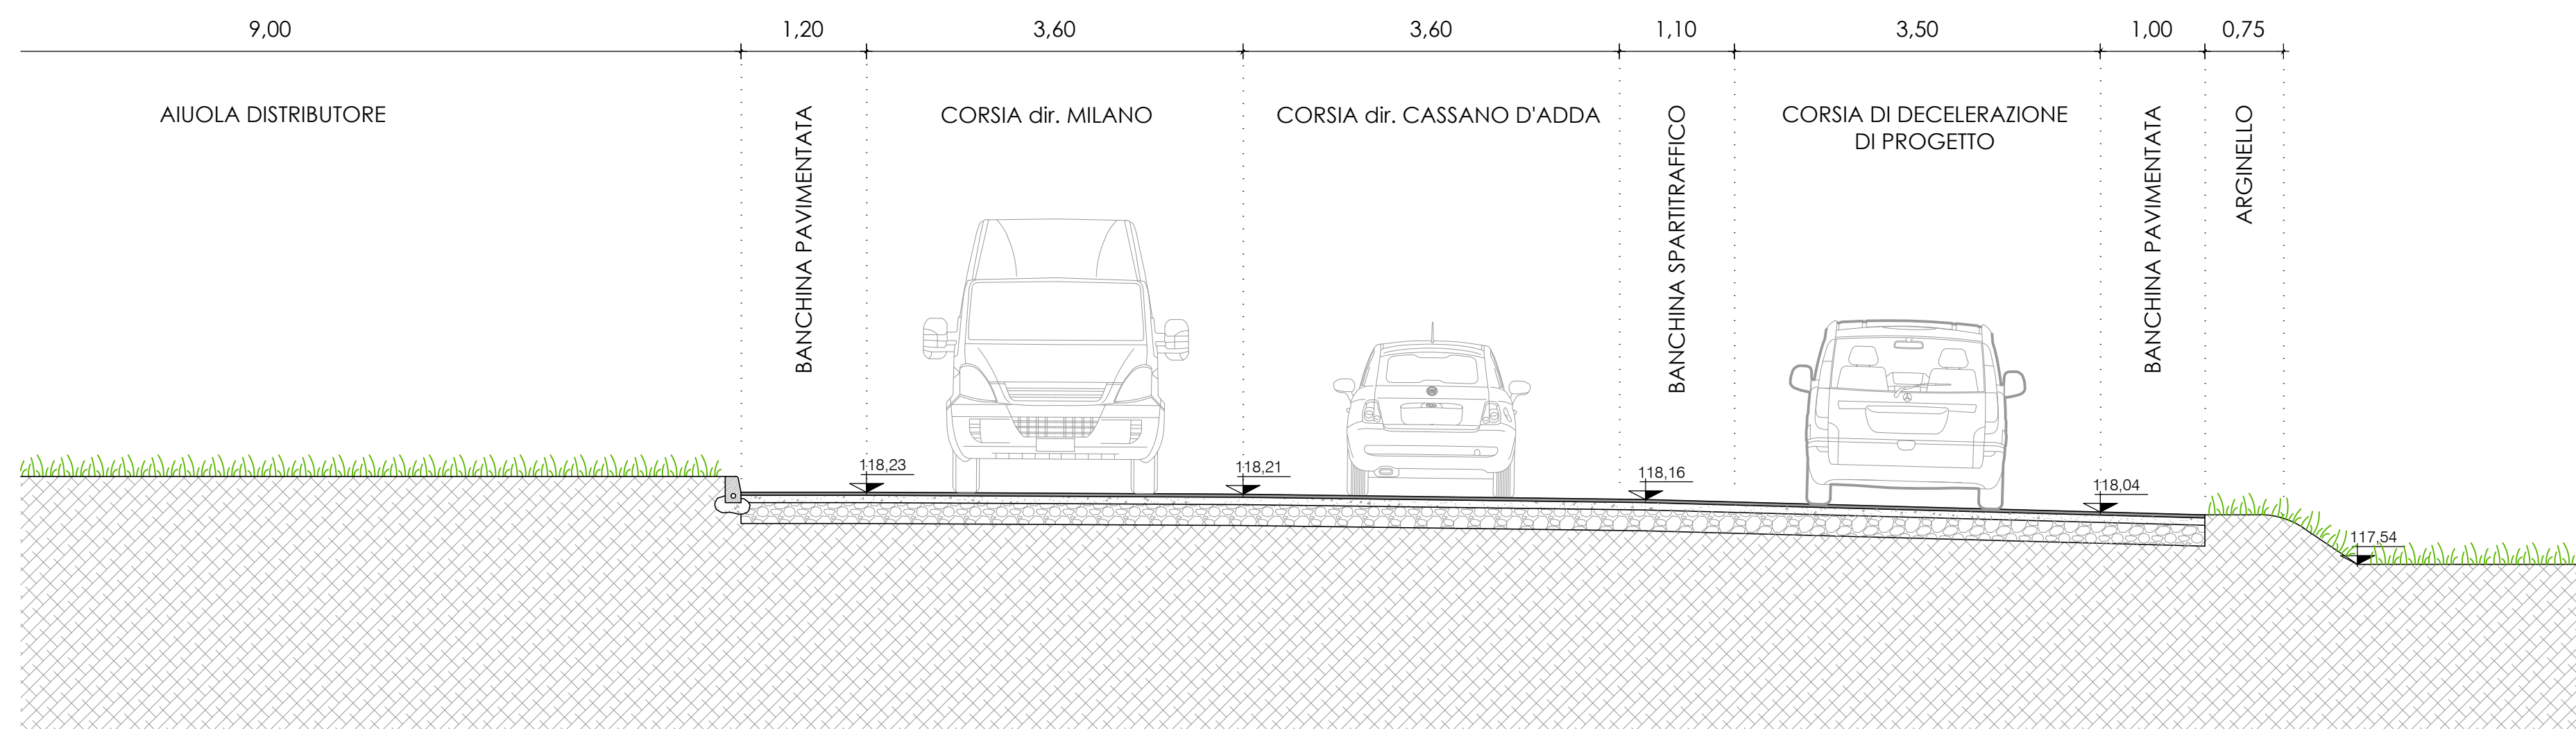 9,00
1,20
3,60
3,60
1,10
3,50
1,00
0,75
AIUOLA DISTRIBUTORE
BANCHINA PAVIMENTATA
CORSIA dir. MILANO
CORSIA dir. CASSANO D'ADDA
BANCHINA SPARTITRAFFICO
CORSIA DI DECELERAZIONE
DI PROGETTO
BANCHINA PAVIMENTATA
ARGINELLO
118,23
118,21
118,16
118,04
117,54